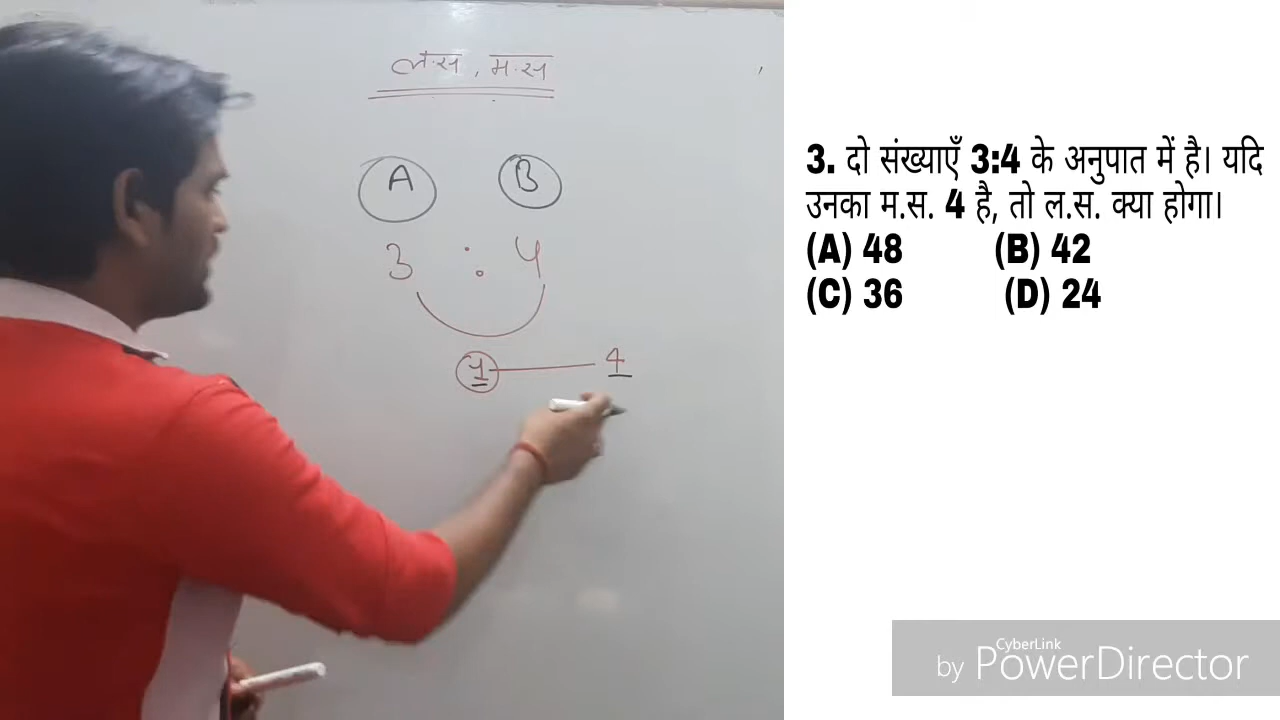 ल.स , म.स
A B
3 : 4
1 4
3. दो संख्याएँ 3:4 के अनुपात में है। यदि
उनका म.स. 4 है, तो ल.स. क्या होगा।
(A) 48 (B) 42
(C) 36 (D) 24
CyberLink
by PowerDirector